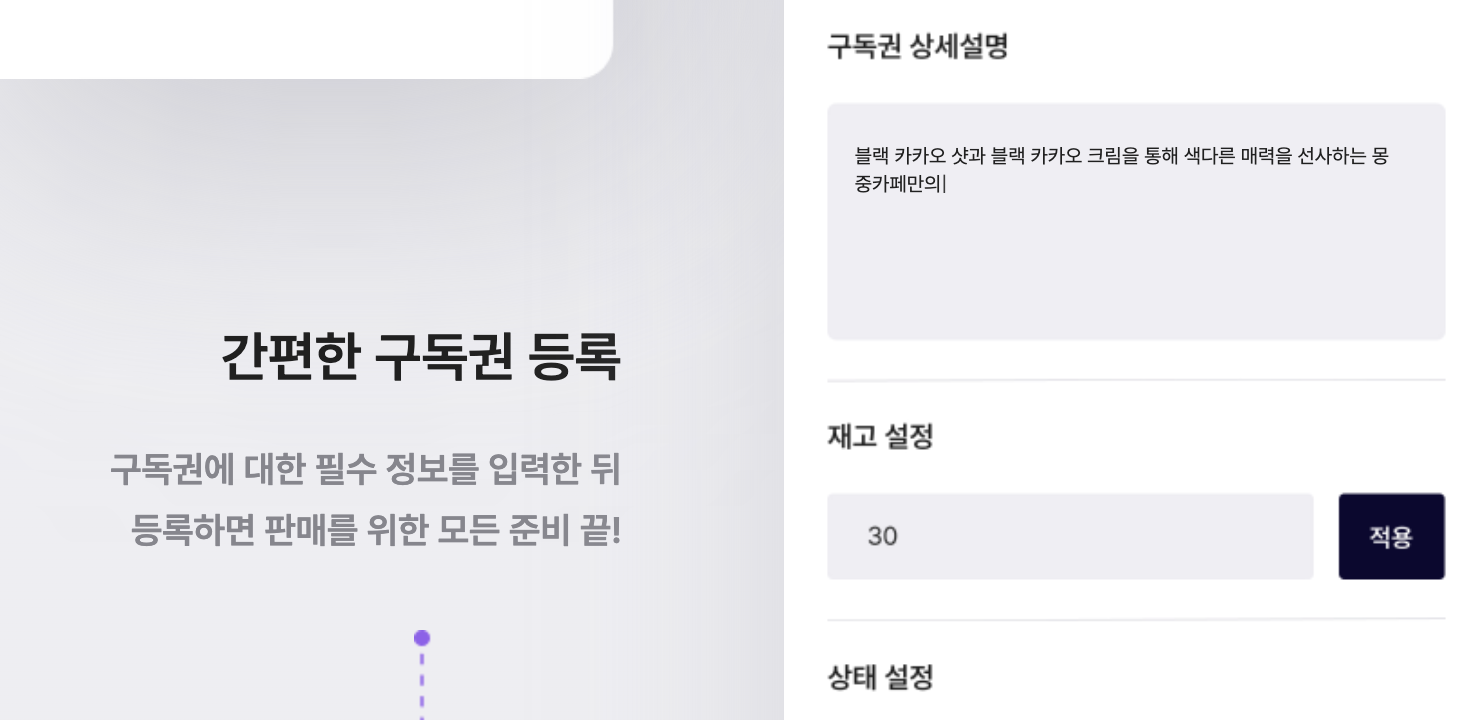 간편한 구독권 등록
구독권에 대한 필수 정보를 입력한 뒤
등록하면 판매를 위한 모든 준비 끝!
구독권 상세설명
블랙 카카오 샷과 블랙 카카오 크림을 통해 색다른 매력을 선사하는 몽
중카페만의
재고 설정
30
적용
상태 설정